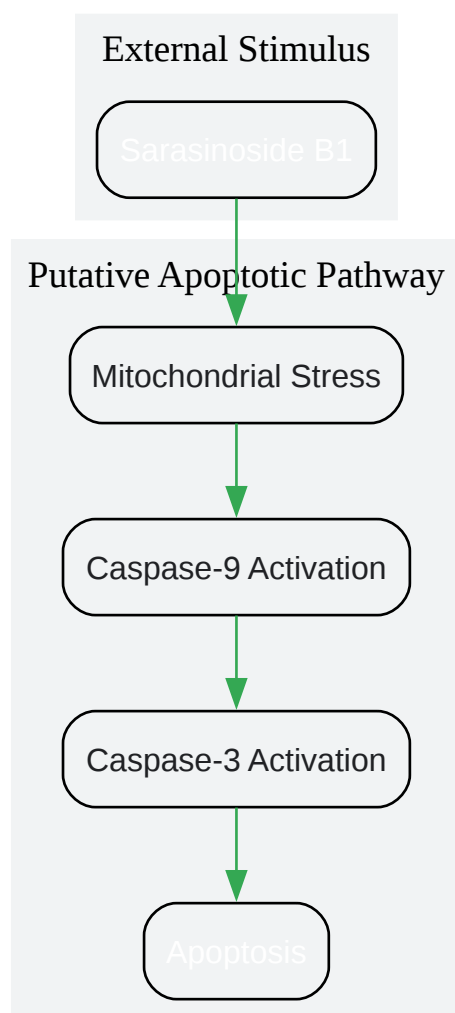 External Stimulus
Sarasinoside B1
Putative Apoptotic Pathway
Mitochondrial Stress
Caspase-9 Activation
Caspase-3 Activation
Apoptosis